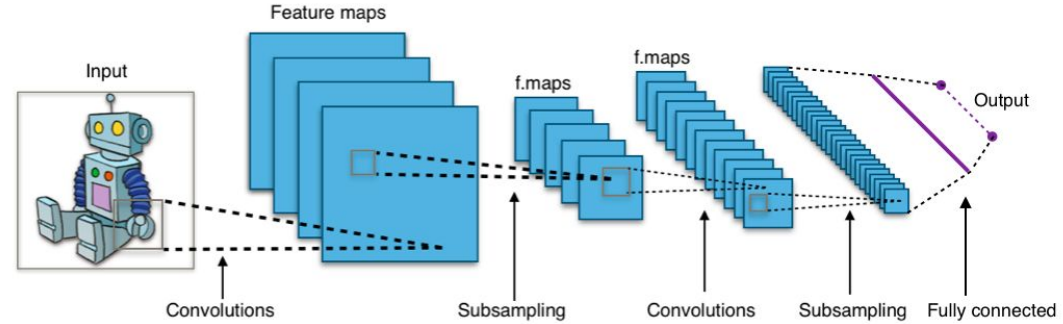 Feature maps
Input
f.maps
f.maps
Output
Convolutions
Subsampling
Convolutions
Subsampling
Fully connected